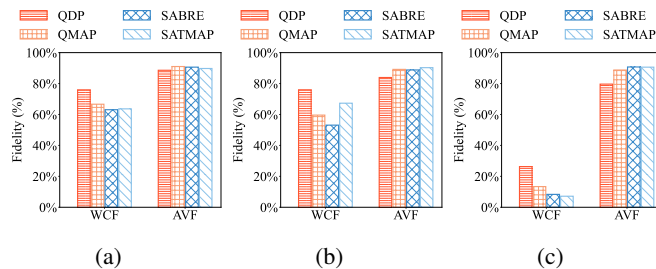 QDP SABRE
QMAP SATMAP
100%
80%
60%
40%
20%
0%
Fidelity (%)
WCF AVF
(a)
QDP SABRE
QMAP SATMAP
100%
80%
60%
40%
20%
0%
Fidelity (%)
WCF AVF
(b)
QDP SABRE
QMAP SATMAP
100%
80%
60%
40%
20%
0%
Fidelity (%)
WCF AVF
(c)